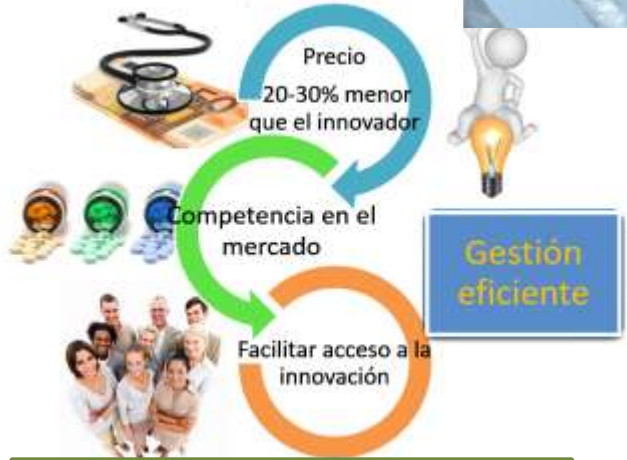 Precio
20-30% menor
que el innovador
Competencia en el
mercado
Gestión
eficiente
Facilitar acceso a la
innovación